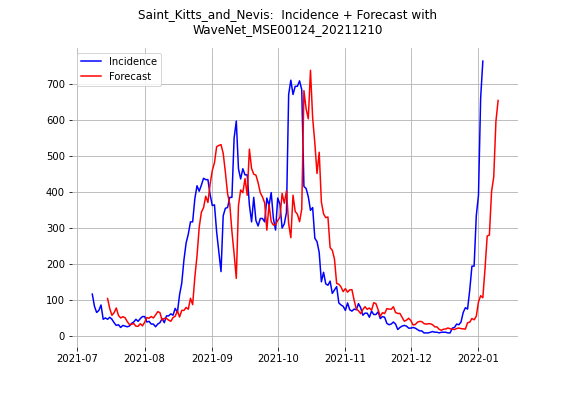 Saint_Kitts_and_Nevis:  Incidence + Forecast with
WaveNet_MSE00124_20211210
Incidence
Forecast
700
600
500
400
300
200
100
0
2021-07 2021-08 2021-09 2021-10 2021-11 2021-12 2022-01